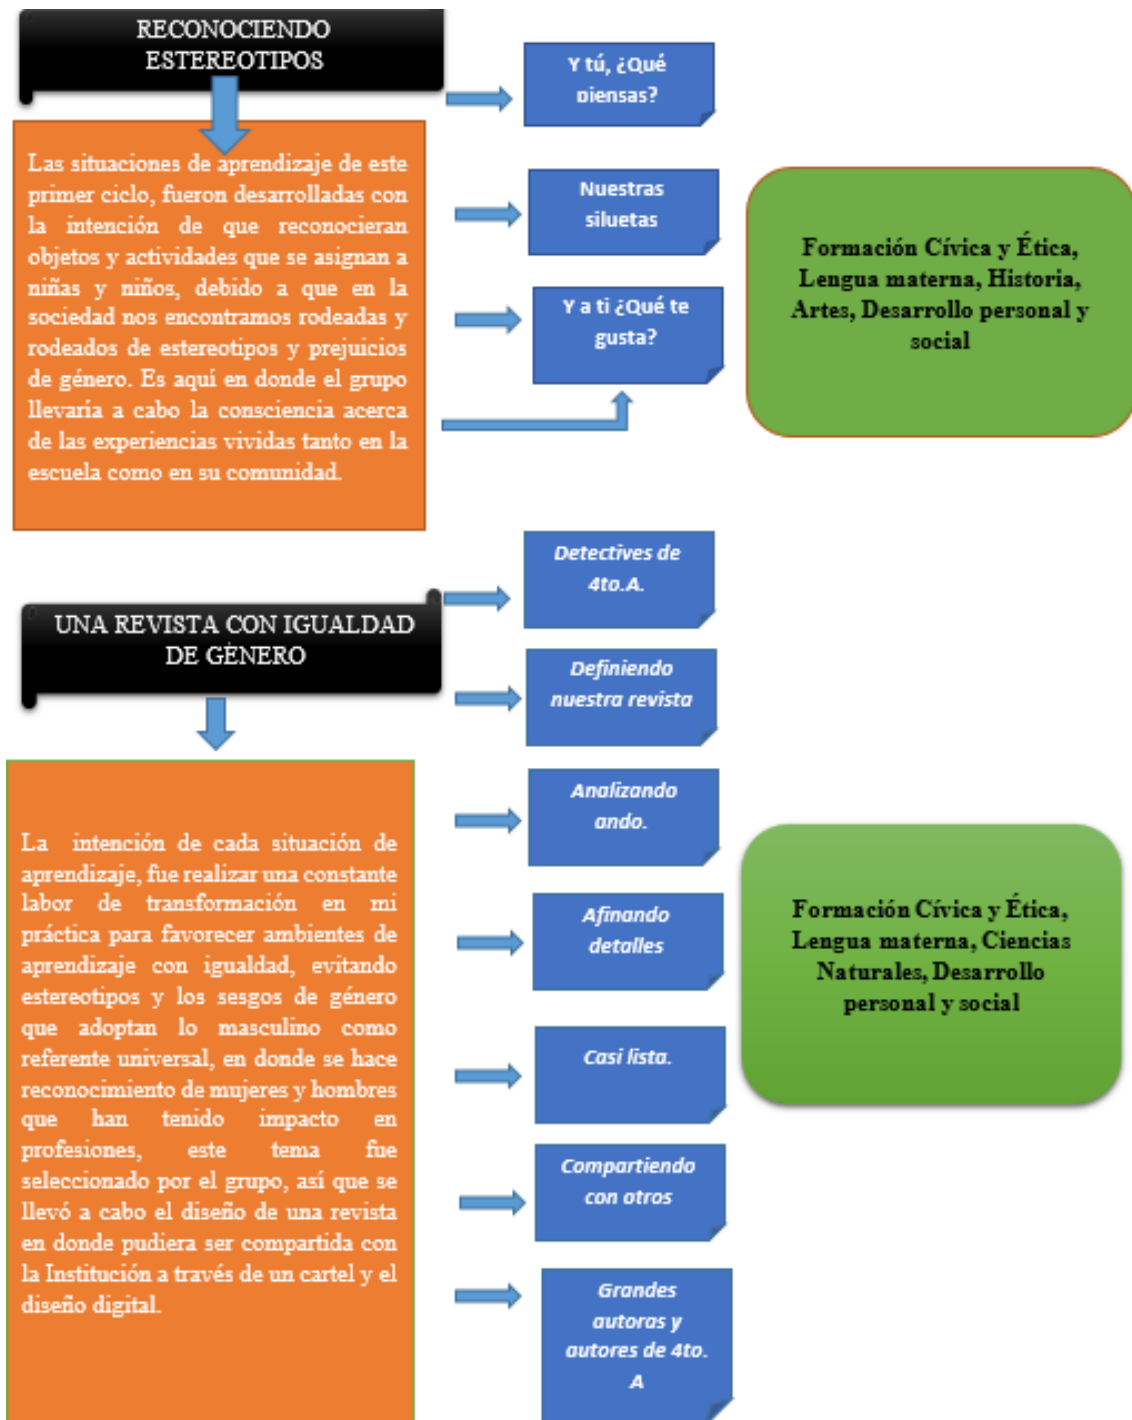 RECONOCIENDO
ESTEREOTIPOS
Y tú, ¿Qué
piensas?
Las situaciones de aprendizaje de este
primer ciclo, fueron desarrolladas con
la intención de que reconocieran
objetos y actividades que se asignan a
niñas y niños, debido a que en la
sociedad nos encontramos rodeadas y
rodeados de estereotipos y prejuicios
de género. Es aquí en donde el grupo
llevaría a cabo la consciencia acerca
de las experiencias vividas tanto en la
escuela como en su comunidad.
Nuestras
siluetas
Y a ti ¿Qué te
gusta?
Formación Cívica y Ética,
Lengua materna, Historia,
Artes, Desarrollo personal y
social
UNA REVISTA CON IGUALDAD
DE GÉNERO
Detectives de
4to.A.
Definiendo
nuestra revista
Analizando
ando.
Afinando
detalles
Casi lista.
Compartiendo
con otros
Grandes
autoras y
autores de 4to.
A
La intención de cada situación de
aprendizaje, fue realizar una constante
labor de transformación en mi
práctica para favorecer ambientes de
aprendizaje con igualdad, evitando
estereotipos y los sesgos de género
que adoptan lo masculino como
referente universal, en donde se hace
reconocimiento de mujeres y hombres
que han tenido impacto en
profesiones, este tema fue
seleccionado por el grupo, así que se
llevó a cabo el diseño de una revista
en donde pudiera ser compartida con
la Institución a través de un cartel y el
diseño digital.
Formación Cívica y Ética,
Lengua materna, Ciencias
Naturales, Desarrollo
personal y social